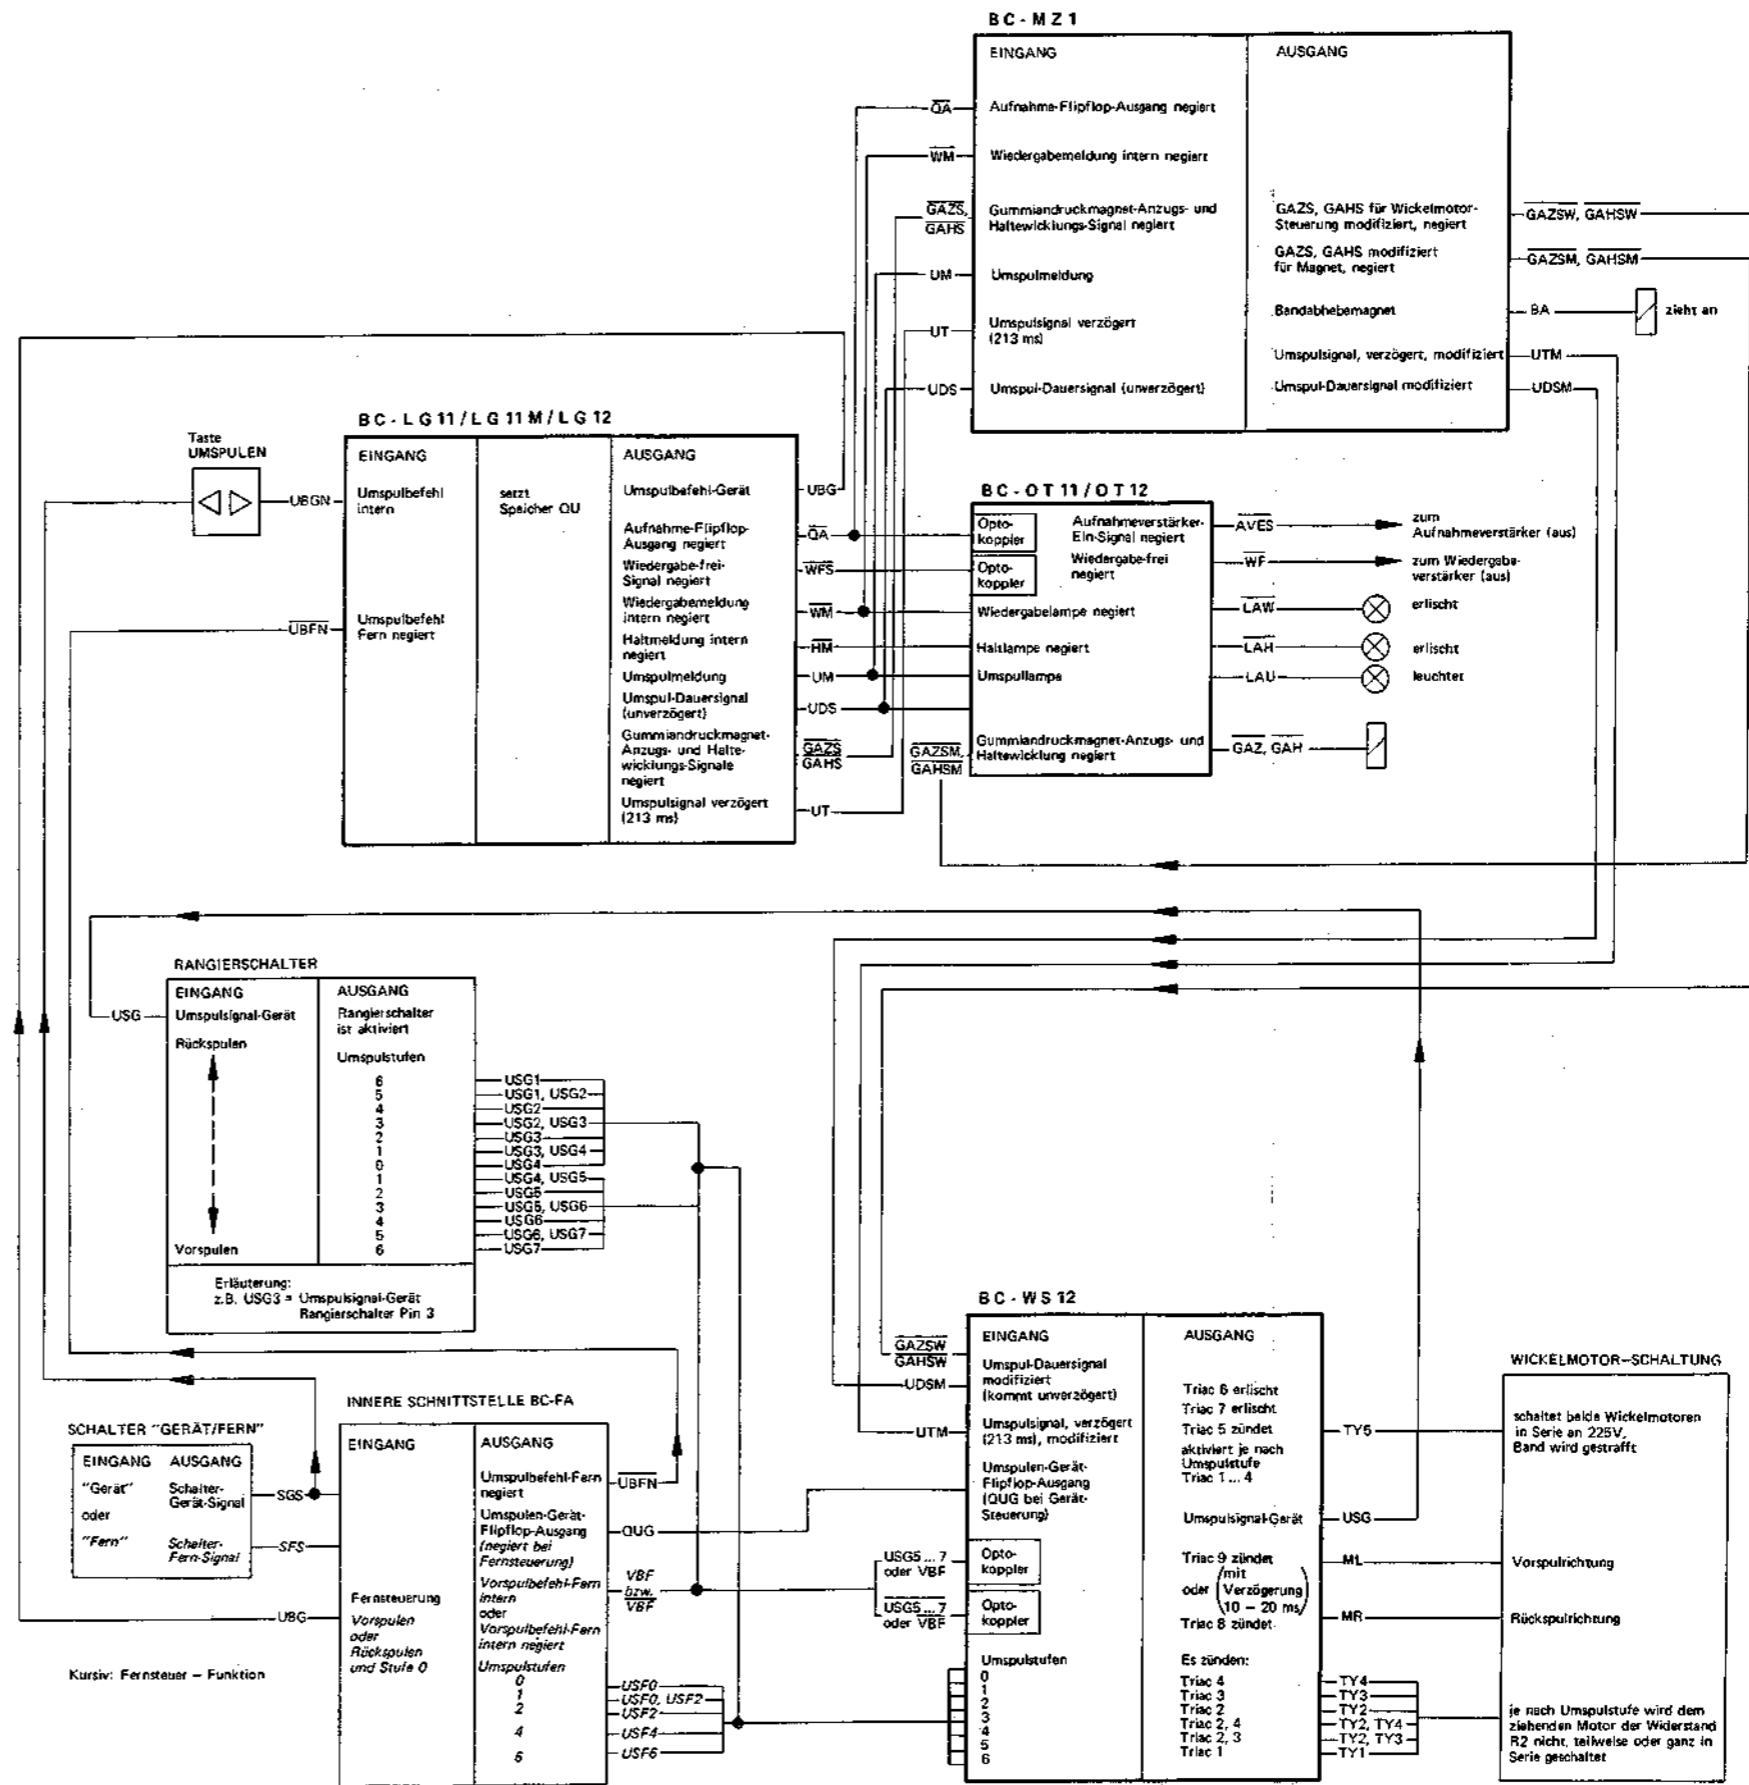 BC-MZ1
EINGANG
AUSGANG
QA
Aufnahme-Flipflop-Ausgang negiert
WM
Wiedergabemeldung intern negiert
GAZS,
GAHS
Gummiandruckmagnet-Anzugs- und
Haltewicklungs-Signal negiert
GAZS, GAHS für Wickelmotor-
Steuerung modifiziert, negiert
GAZSW, GAHSW
UM
Umspulmeldung
GAZS, GAHS modifiziert
für Magnet, negiert
GAZSM, GAHSM
UT
Umspulsignal verzögert
(213 ms)
Bandabhebemagnet
BA
zieht an
Umspulsignal, verzögert, modifiziert
UTM
UDS
Umspul-Dauersignal (unverzögert)
Umspul-Dauersignal modifiziert
UDSM
BC-LG11/LG11M/LG12
Taste
UMSPULEN
EINGANG
AUSGANG
UBGN
Umspulbefehl
intern
setzt
Speicher QU
Umspulbefehl-Gerät
UBG
Aufnahme-Flipflop-
Ausgang negiert
QA
Wiedergabe-frei-
Signal negiert
WFS
UBFN
Umspulbefehl
Fern negiert
Wiedergabemeldung
intern negiert
WM
Haltmeldung intern
negiert
HM
Umspulmeldung
UM
Umspul-Dauersignal
(unverzögert)
UDS
Gummiandruckmagnet-
Anzugs- und Halte-
wicklungs-Signale
negiert
GAZS
GAHS
Umspulsignal verzögert
(213 ms)
UT
BC-OT11/OT12
Opto-
koppler
Aufnahmeverstärker-
Ein-Signal negiert
AVES
zum
Aufnahmeverstärker (aus)
Opto-
koppler
Wiedergabe-frei
negiert
WF
zum Wiedergabe-
verstärker (aus)
Wiedergabelampe negiert
LAW
erlischt
Haltlampe negiert
LAH
erlischt
Umspullampe
LAU
leuchtet
GAZSM,
GAHSM
Gummiandruckmagnet-Anzugs- und
Haltewicklung negiert
GAZ, GAH
RANGIERSCHALTER
EINGANG
AUSGANG
USG
Umspulsignal-Gerät
Rangierschalter
ist aktiviert
Rückspulen
Umspulstufen
6 USG1
5 USG1, USG2
4 USG2
3 USG2, USG3
2 USG3
1 USG3, USG4
0 USG4
1 USG4, USG5
2 USG5
3 USG5, USG6
4 USG6
5 USG6, USG7
6 USG7
Vorspulen
Erläuterung:
z.B. USG3 = Umspulsignal-Gerät
Rangierschalter Pin 3
SCHALTER "GERÄT/FERN"
EINGANG AUSGANG
"Gerät"
Schalter-
Gerät-Signal
SGS
oder
"Fern"
Schalter-
Fern-Signal
SFS
UBG
Kursiv: Fernsteuer – Funktion
INNERE SCHNITTSTELLE BC-FA
EINGANG
AUSGANG
Umspulbefehl-Fern
negiert
UBFN
Umspulen-Gerät-
Flipflop-Ausgang
(negiert bei
Fernsteuerung)
QUG
Fernsteuerung
Vorspulen
oder
Rückspulen
und Stufe 0
Vorspulbefehl-Fern
intern
oder
Vorspulbefehl-Fern
intern negiert
VBF
bzw.
VBF
Umspulstufen
0 USF0
1 USF0, USF2
2 USF2
4 USF4
6 USF6
BC-WS12
EINGANG
AUSGANG
GAZSW
GAHSW
UDSM
Umspul-Dauersignal
modifiziert
(kommt unverzögert)
Triac 6 erlischt
Triac 7 erlischt
UTM
Umspulsignal, verzögert
(213 ms), modifiziert
Triac 5 zündet
TY5
aktiviert je nach
Umspulstufe
Triac 1 ... 4
Umspulen-Gerät-
Flipflop-Ausgang
(QUG bei Gerät-
Steuerung)
Umspulsignal-Gerät
USG
USG5 ... 7
oder VBF
Opto-
koppler
Triac 9 zündet
ML
oder
(mit
Verzögerung
10 – 20 ms)
USG5 ... 7
oder VBF
Opto-
koppler
Triac 8 zündet
MR
Umspulstufen
0
1
2
3
4
5
6
Es zünden:
Triac 4 TY4
Triac 3 TY3
Triac 2 TY2
Triac 2, 4 TY2, TY4
Triac 2, 3 TY2, TY3
Triac 1 TY1
WICKELMOTOR–SCHALTUNG
schaltet beide Wickelmotoren
in Serie an 225V,
Band wird gestrafft
Vorspulrichtung
Rückspulrichtung
je nach Umspulstufe wird dem
ziehenden Motor der Widerstand
R2 nicht, teilweise oder ganz in
Serie geschaltet